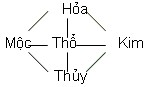 Hỏa
Mộc Thổ Kim
Thủy